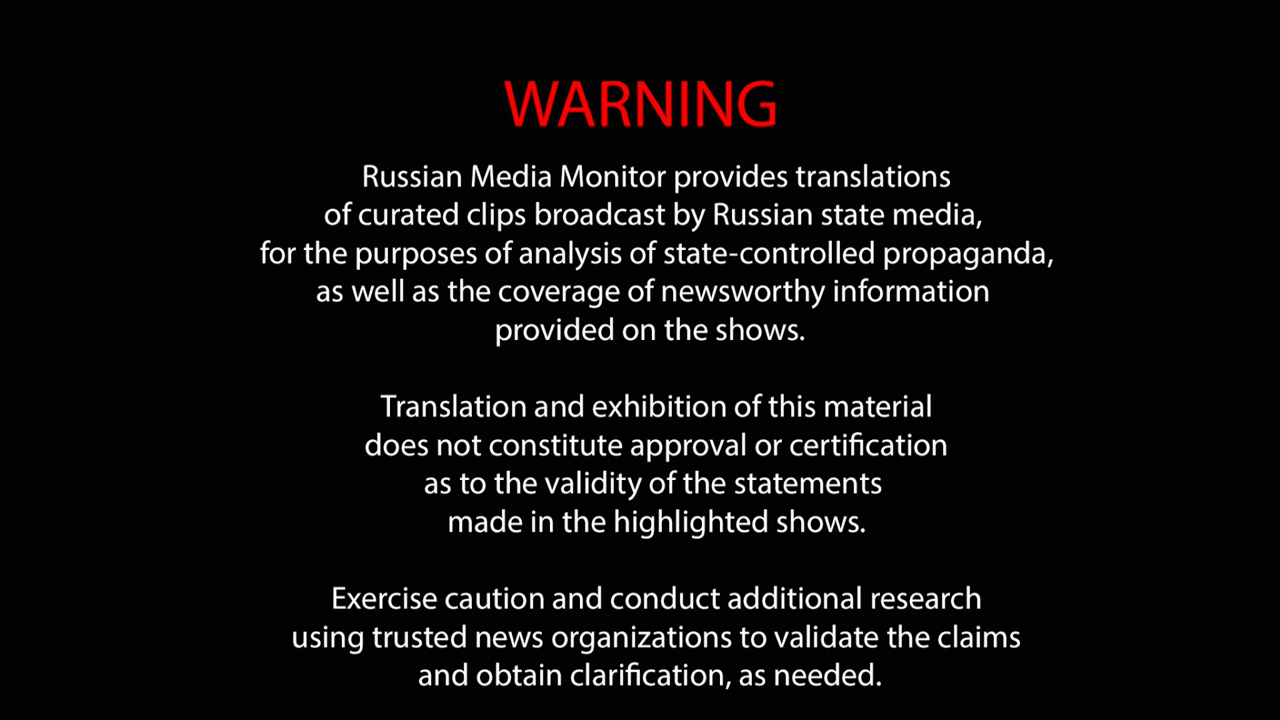 WARNING
Russian Media Monitor provides translations
of curated clips broadcast by Russian state media,
for the purposes of analysis of state-controlled propaganda,
as well as the coverage of newsworthy information
provided on the shows.
Translation and exhibition of this material
does not constitute approval or certification
as to the validity of the statements
made in the highlighted shows.
Exercise caution and conduct additional research
using trusted news organizations to validate the claims
and obtain clarification, as needed.